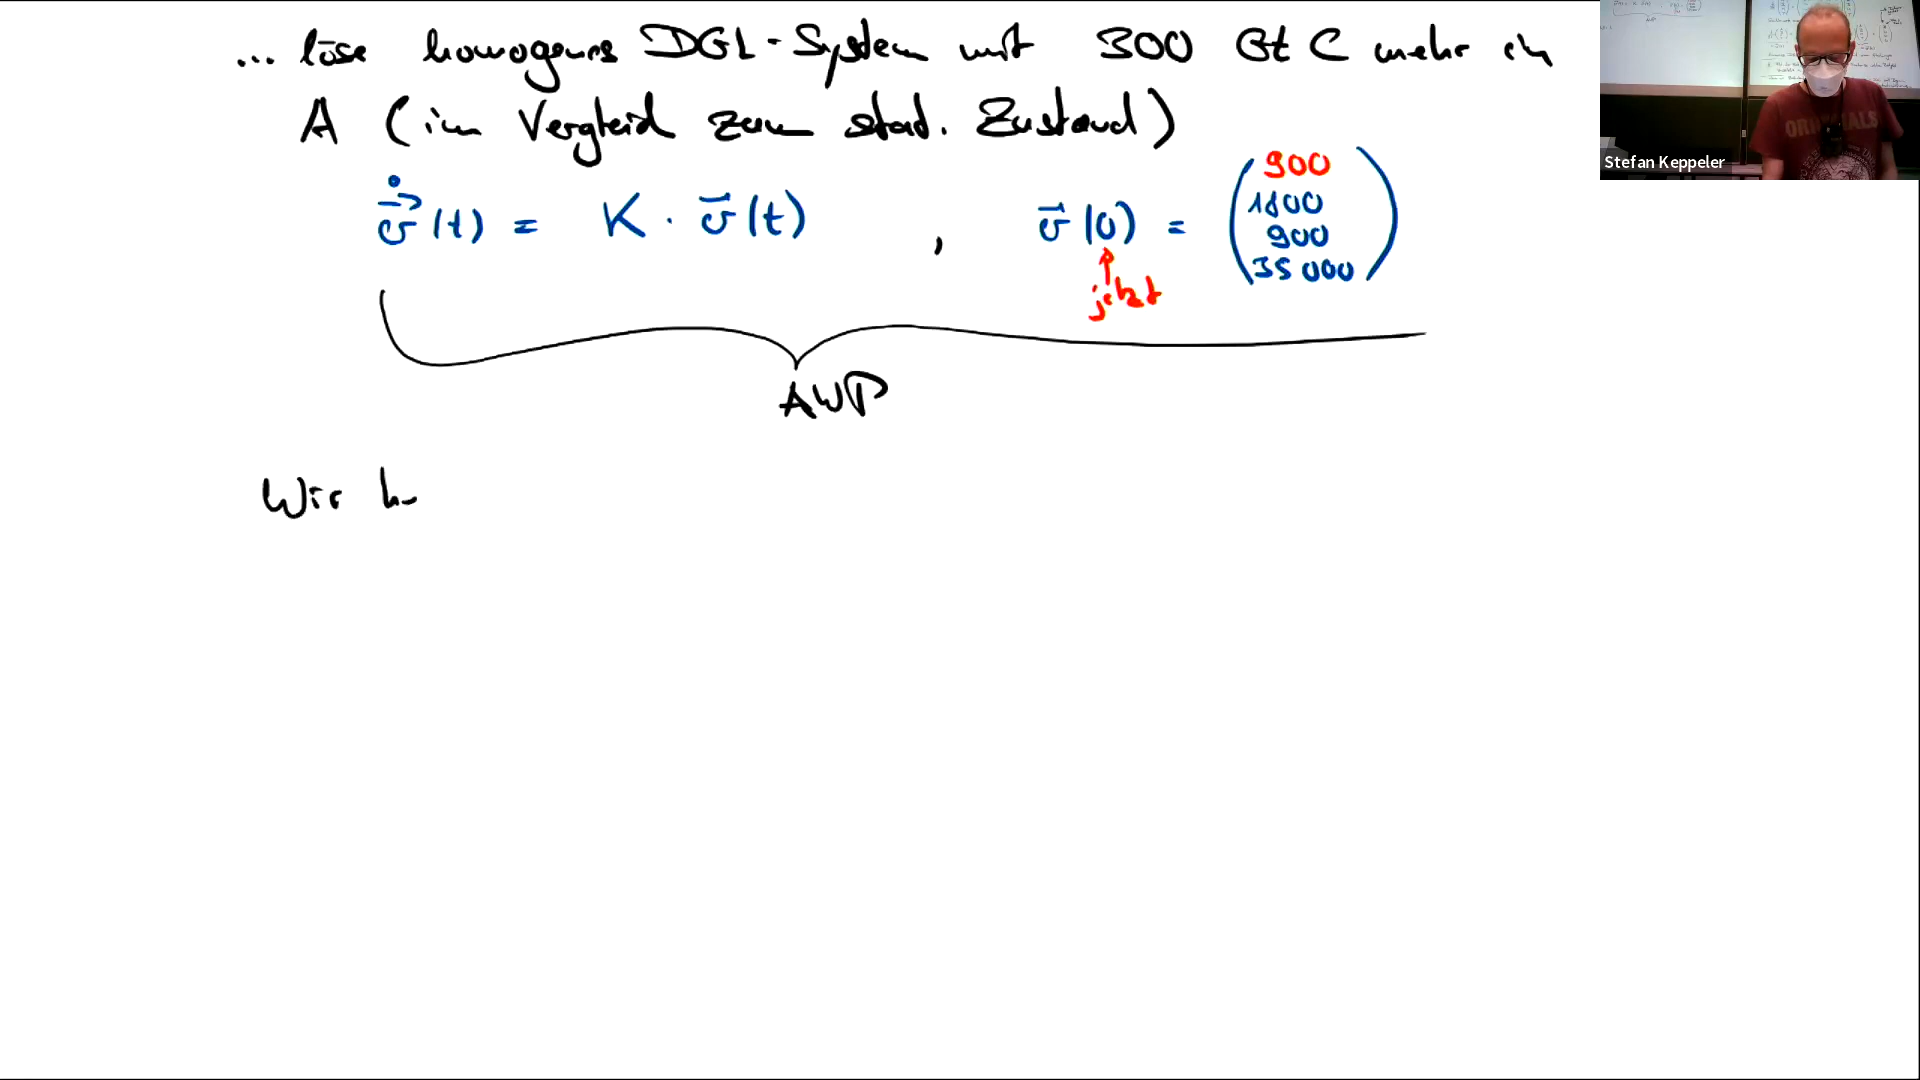 ... löse homogenes DGL-System mit 300 Gt C mehr in
A (im Vergleich zum stat. Zustand)
v⃗̇(t) = K · v⃗(t) , v⃗(0) = (900
1800
900
35 000)
jetzt
AWP
Wir h
Stefan Keppeler